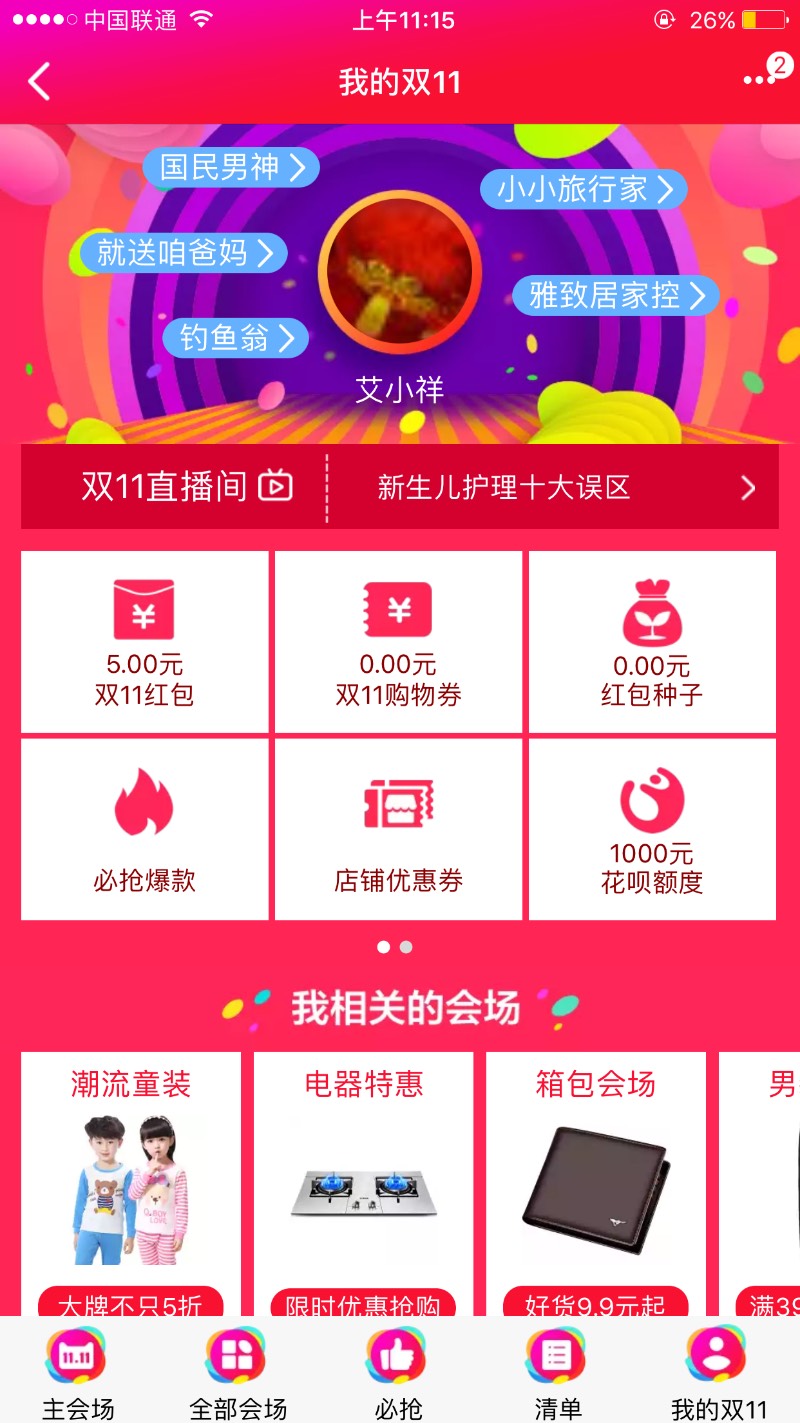 中国联通
上午11:15
26%
我的双11
2
国民男神
小小旅行家
就送咱爸妈
雅致居家控
钓鱼翁
艾小祥
双11直播间
新生儿护理十大误区
5.00元
双11红包
0.00元
双11购物券
0.00元
红包种子
必抢爆款
店铺优惠券
1000元
花呗额度
我相关的会场
潮流童装
电器特惠
箱包会场
男
大牌不只5折
限时优惠抢购
好货9.9元起
满39
11.11
主会场
全部会场
必抢
清单
我的双11